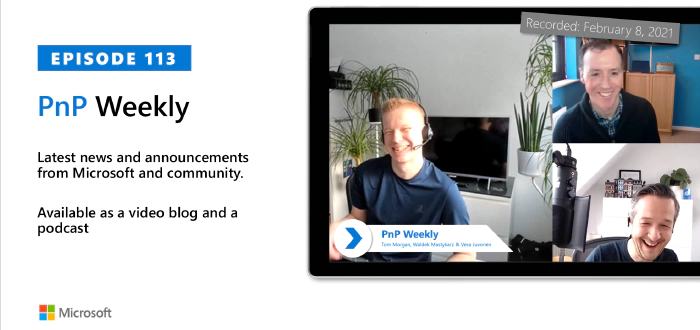 Recorded: February 8, 2021
EPISODE 113
PnP Weekly
Latest news and announcements
from Microsoft and community.
Available as a video blog and a
podcast
PnP Weekly
Tom Morgan, Waldek Mastykarz & Vesa Juvonen
Microsoft